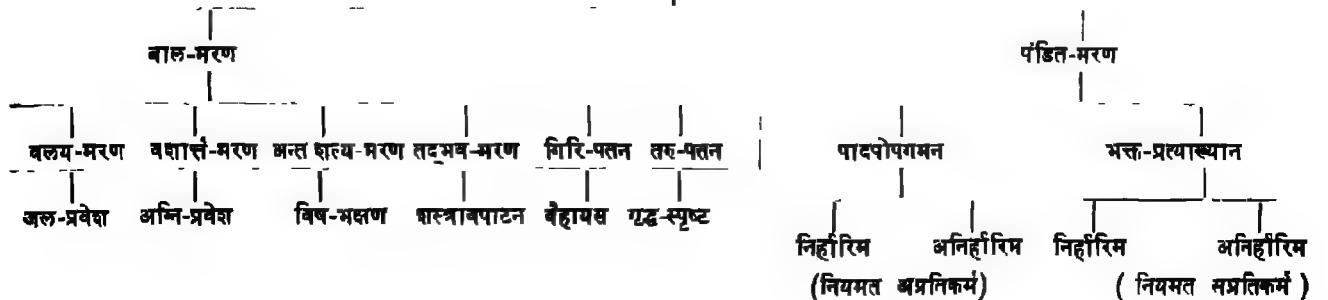 बाल-मरण पंडित-मरण
वलय-मरण वशार्त्त-मरण अन्त शल्य-मरण तद्भव-मरण गिरि-पतन तरु-पतन पादपोपगमन भक्त-प्रत्याख्यान
जल-प्रवेश अग्नि-प्रवेश विष-भक्षण शस्त्रावपाटन वैहायस गृद्ध-स्पृष्ट
निर्हारिम अनिर्हारिम निर्हारिम अनिर्हारिम
(नियमत अप्रतिकर्म) ( नियमत सप्रतिकर्म )